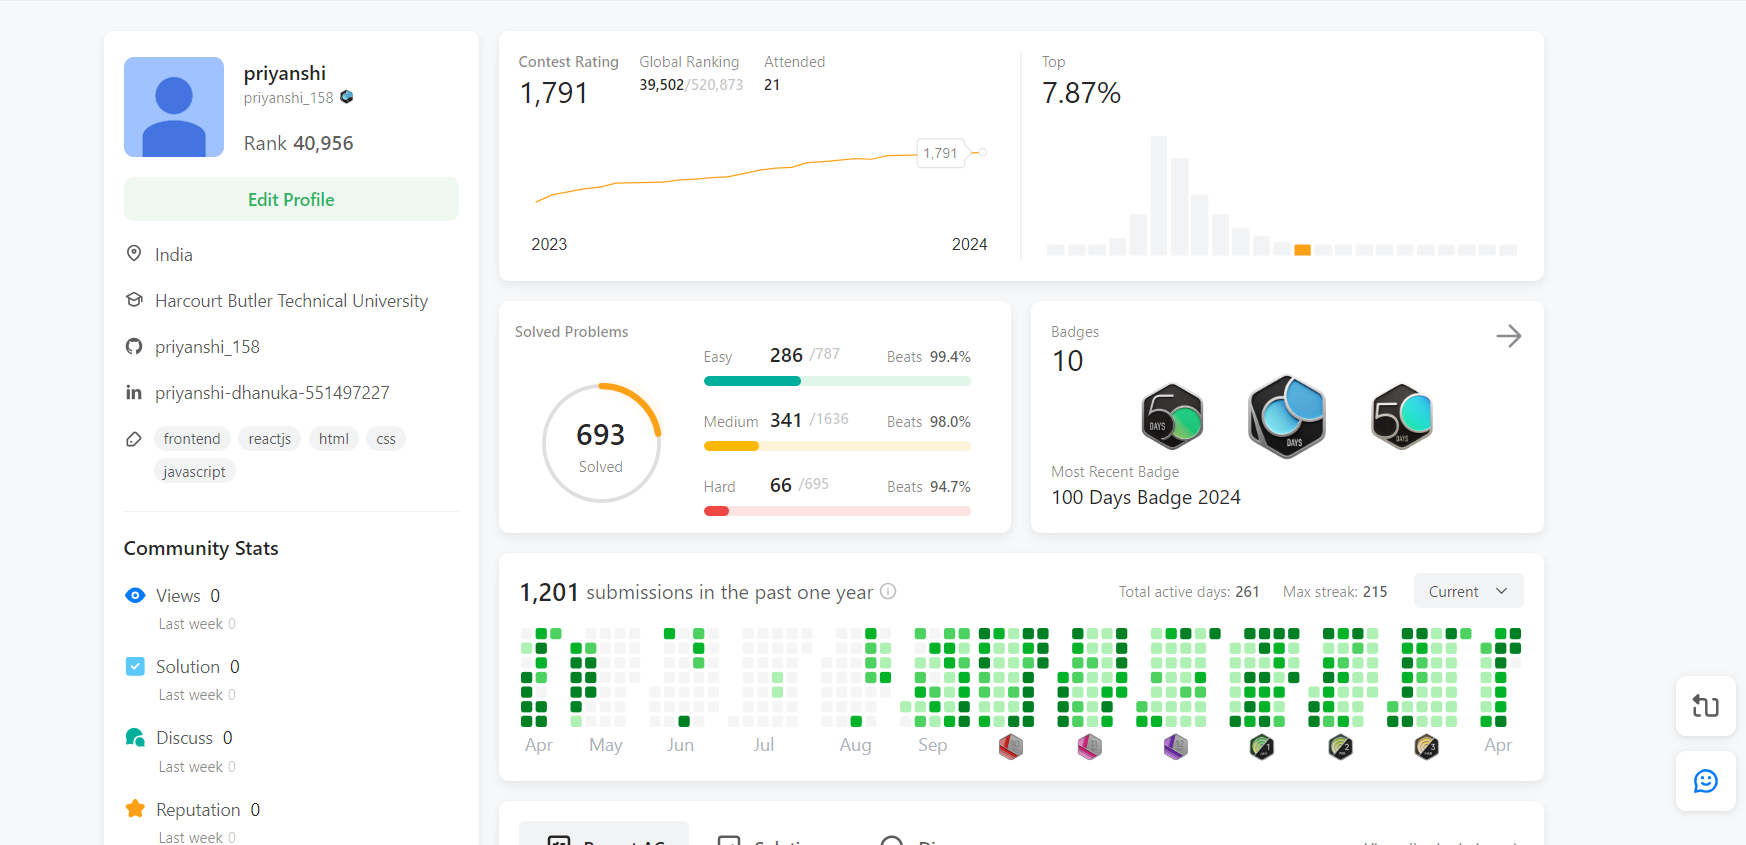 priyanshi
priyanshi_158
Rank 40,956
Edit Profile
India
Harcourt Butler Technical University
priyanshi_158
priyanshi-dhanuka-551497227
frontend reactjs html css
javascript
Community Stats
Views 0
Last week 0
Solution 0
Last week 0
Discuss 0
Last week 0
Reputation 0
Last week 0
Contest Rating Global Ranking Attended
1,791 39,502/520,873 21
1,791
2023 2024
Top
7.87%
Solved Problems
693
Solved
Easy 286 /787 Beats 99.4%
Medium 341 /1636 Beats 98.0%
Hard 66 /695 Beats 94.7%
Badges
10
DAYS
DAYS
50 DAYS
Most Recent Badge
100 Days Badge 2024
1,201 submissions in the past one year
Total active days: 261 Max streak: 215 Current
Apr May Jun Jul Aug Sep Apr